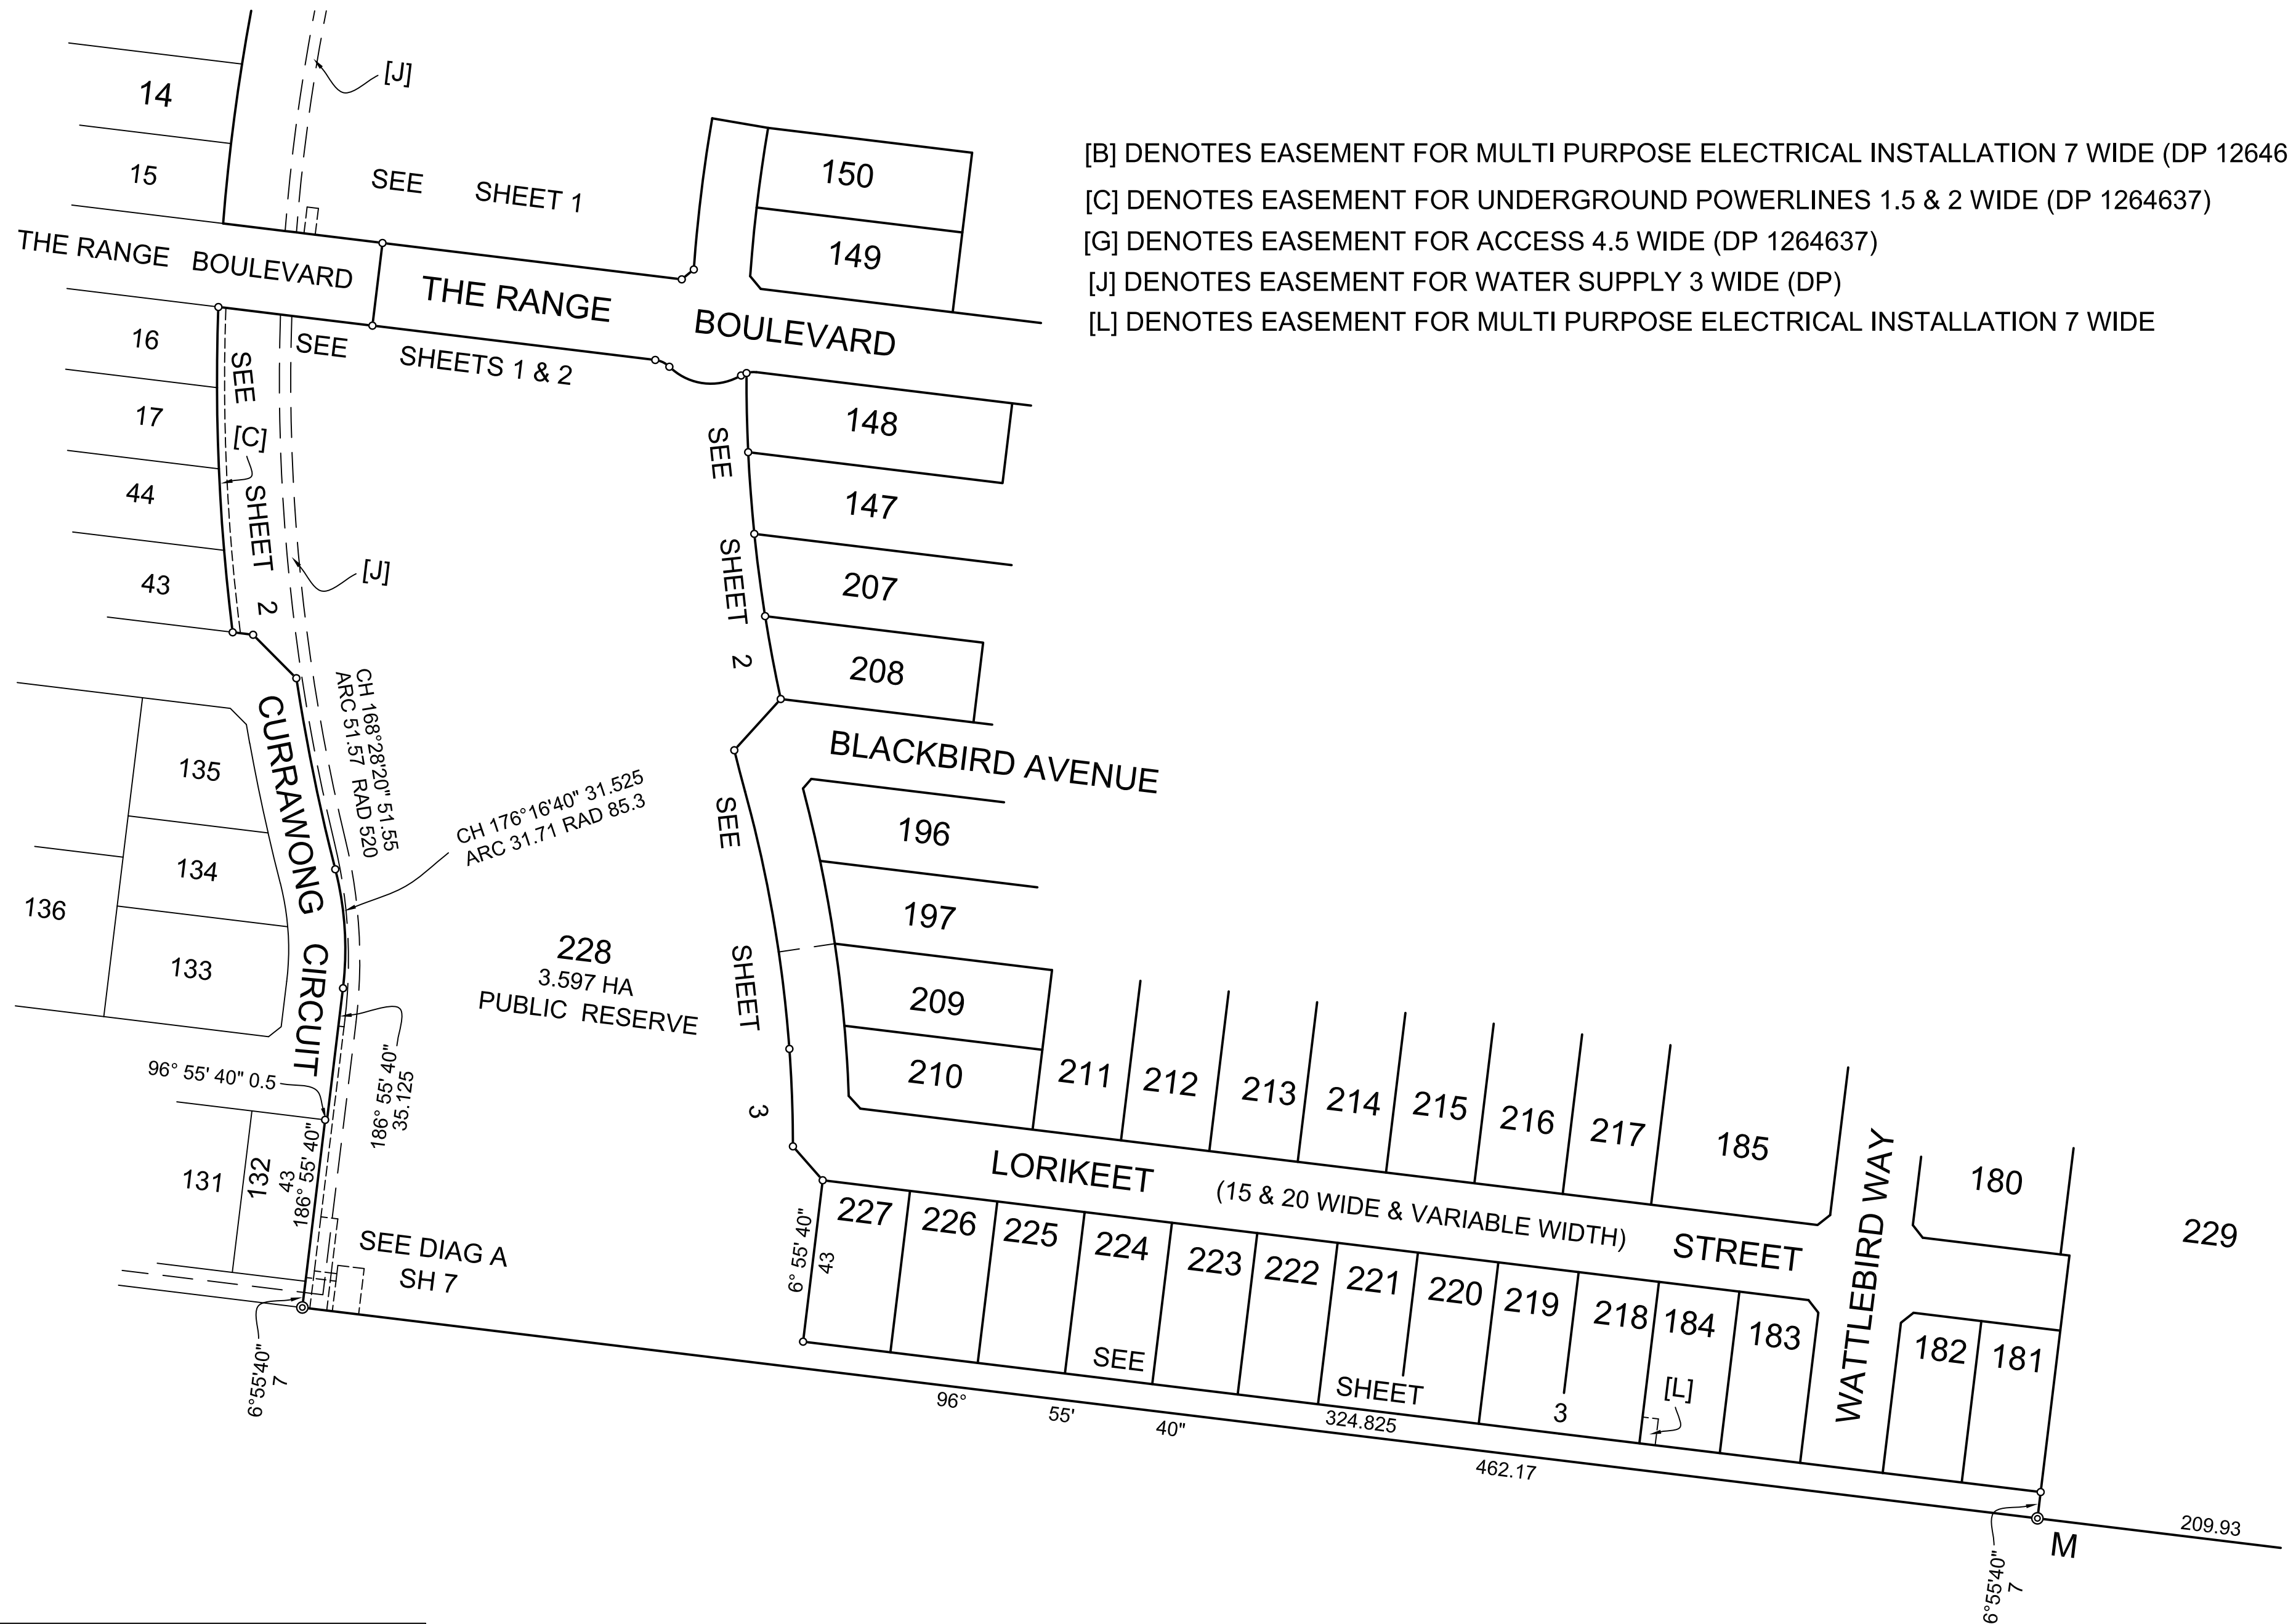 [B] DENOTES EASEMENT FOR MULTI PURPOSE ELECTRICAL INSTALLATION 7 WIDE (DP 12646
[C] DENOTES EASEMENT FOR UNDERGROUND POWERLINES 1.5 & 2 WIDE (DP 1264637)
[G] DENOTES EASEMENT FOR ACCESS 4.5 WIDE (DP 1264637)
[J] DENOTES EASEMENT FOR WATER SUPPLY 3 WIDE (DP)
[L] DENOTES EASEMENT FOR MULTI PURPOSE ELECTRICAL INSTALLATION 7 WIDE
14
[J]
15
SEE SHEET 1
150
149
THE RANGE BOULEVARD
THE RANGE BOULEVARD
16
SEE SHEETS 1 & 2
17
[C]
SEE SHEET 2
44
43
[J]
148
147
207
208
SEE SHEET 2
CH 168°28'20" 51.55
ARC 51.57 RAD 520
CURRAWONG CIRCUIT
135
134
136
133
CH 176°16'40" 31.525
ARC 31.71 RAD 85.3
BLACKBIRD AVENUE
SEE SHEET 3
196
197
209
210
228
3.597 HA
PUBLIC RESERVE
96° 55' 40" 0.5
186° 55' 40"
35.125
131
132
43
186° 55' 40"
SEE DIAG A
SH 7
6°55'40"
7
211
212
213
214
215
216
217
185
180
229
LORIKEET (15 & 20 WIDE & VARIABLE WIDTH) STREET
WATTLEBIRD WAY
6° 55' 40"
43
227
226
225
224
223
222
221
220
219
218
184
183
182
181
SEE SHEET 3
[L]
96° 55' 40"
324.825
462.17
209.93
M
6°55'40"
7